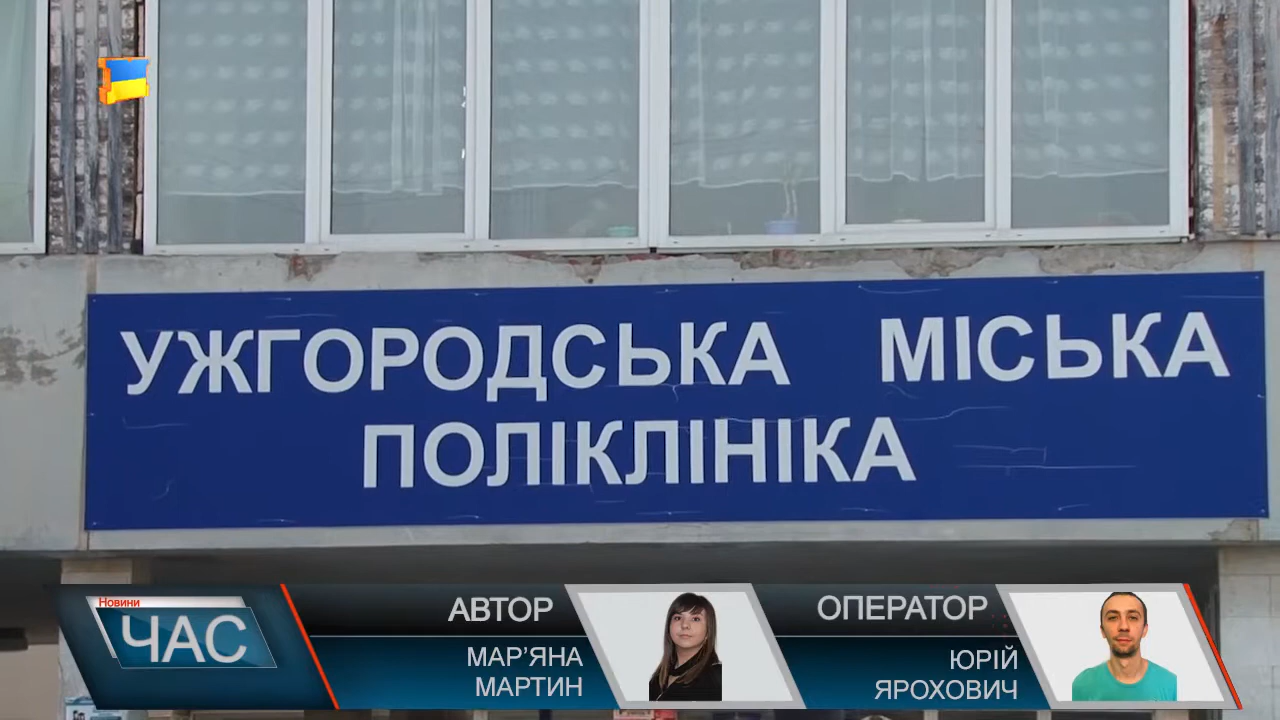 УЖГОРОДСЬКА МІСЬКА
ПОЛІКЛІНІКА
Новини
ЧАС
АВТОР
МАР’ЯНА
МАРТИН
ОПЕРАТОР
ЮРІЙ
ЯРОХОВИЧ